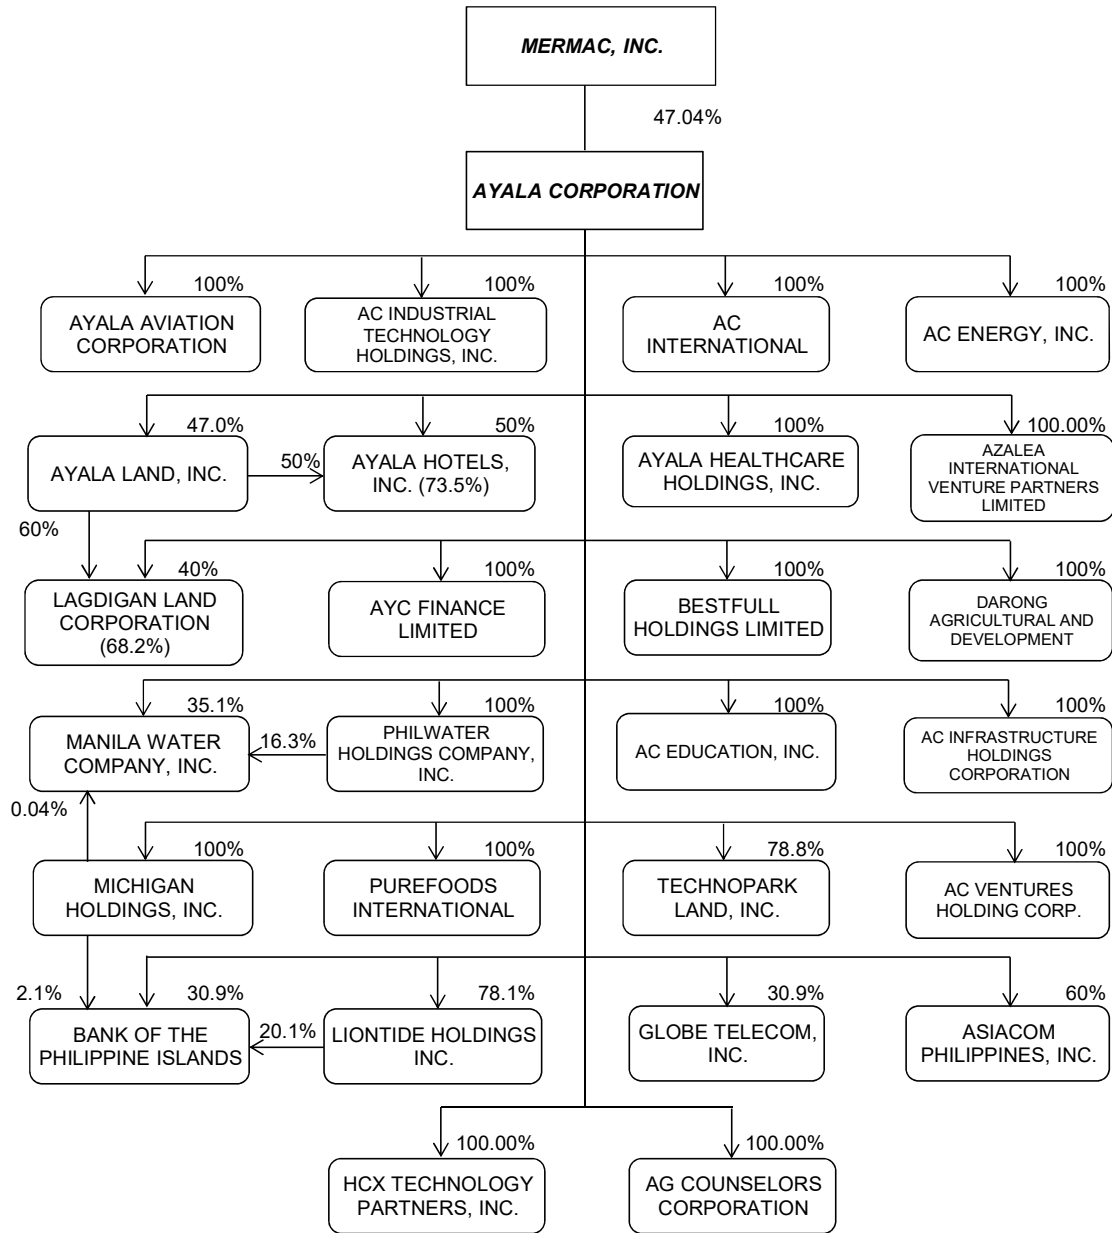 MERMAC, INC.
47.04%
AYALA CORPORATION
100%
100%
100%
100%
AYALA AVIATION
CORPORATION
AC INDUSTRIAL
TECHNOLOGY
HOLDINGS, INC.
AC
INTERNATIONAL
AC ENERGY, INC.
47.0%
50%
100%
100.00%
AYALA LAND, INC.
50%
AYALA HOTELS,
INC. (73.5%)
AYALA HEALTHCARE
HOLDINGS, INC.
AZALEA
INTERNATIONAL
VENTURE PARTNERS
LIMITED
60%
40%
100%
100%
100%
LAGDIGAN LAND
CORPORATION
(68.2%)
AYC FINANCE
LIMITED
BESTFULL
HOLDINGS LIMITED
DARONG
AGRICULTURAL AND
DEVELOPMENT
35.1%
100%
100%
100%
MANILA WATER
COMPANY, INC.
16.3%
PHILWATER
HOLDINGS COMPANY,
INC.
AC EDUCATION, INC.
AC INFRASTRUCTURE
HOLDINGS
CORPORATION
0.04%
100%
100%
78.8%
100%
MICHIGAN
HOLDINGS, INC.
PUREFOODS
INTERNATIONAL
TECHNOPARK
LAND, INC.
AC VENTURES
HOLDING CORP.
2.1%
30.9%
78.1%
30.9%
60%
BANK OF THE
PHILIPPINE ISLANDS
20.1%
LIONTIDE HOLDINGS
INC.
GLOBE TELECOM,
INC.
ASIACOM
PHILIPPINES, INC.
100.00%
100.00%
HCX TECHNOLOGY
PARTNERS, INC.
AG COUNSELORS
CORPORATION